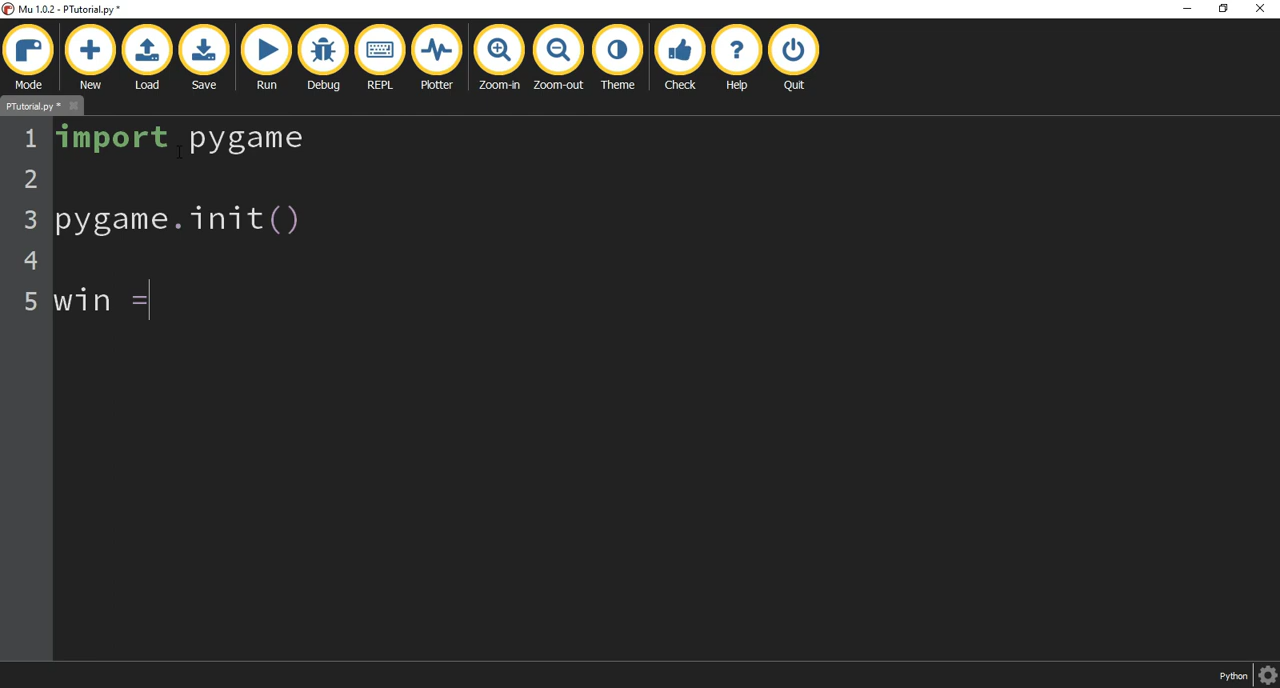 Mu 1.0.2 - PTutorial.py *
Mode New Load Save Run Debug REPL Plotter Zoom-in Zoom-out Theme Check Help Quit
PTutorial.py *
1 import pygame
2
3 pygame.init()
4
5 win =
Python